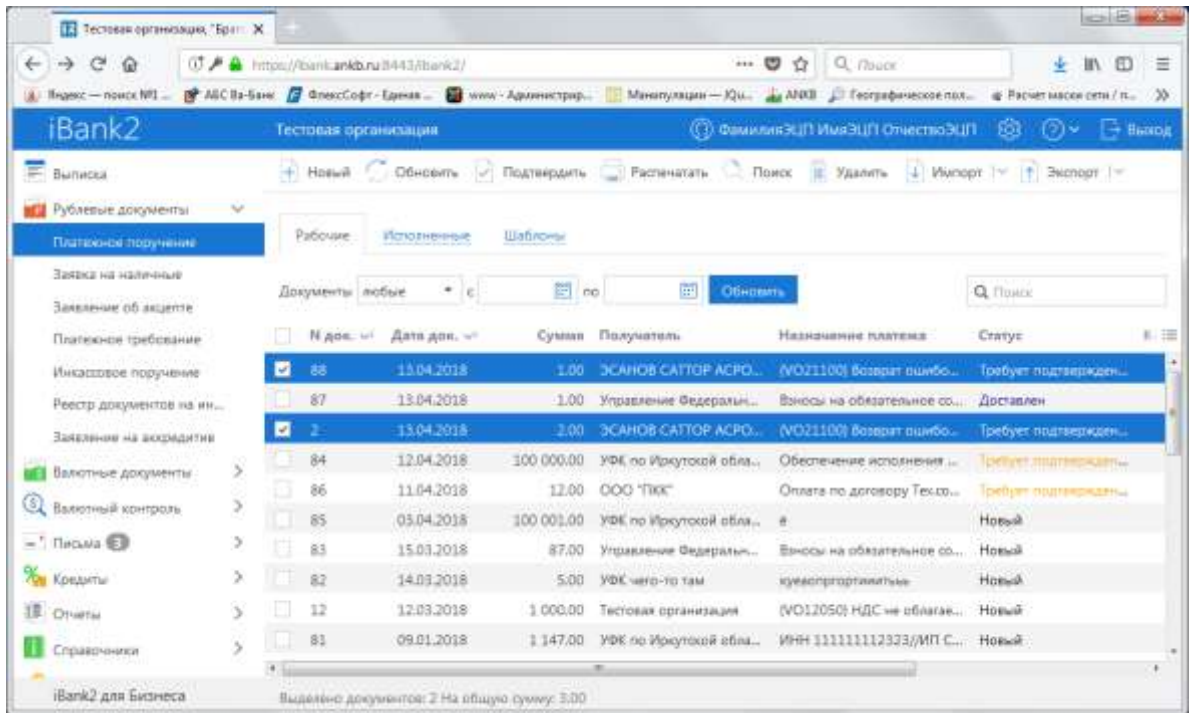 Тестовая организация, "Брат
https://ibank.ankb.ru:8443/ibank2/
Поиск
Яндекс — поиск №1 ... АБС Ва-Банк ФлексСофт - Единая ... www - Администрир... Манипуляции — JQu... ANKB Географическое пол... Расчет маски сети / п...
iBank2 Тестовая организация ФамилияЭЦП ИмяЭЦП ОтчествоЭЦП Выход
Выписка
Новый Обновить Подтвердить Распечатать Поиск Удалить Импорт Экспорт
Рублевые документы
Платежное поручение
Заявка на наличные
Заявление об акцепте
Платежное требование
Инкассовое поручение
Реестр документов на ин...
Заявление на аккредитив
Валютные документы
Валютный контроль
Письма 3
Кредиты
Отчеты
Справочники
iBank2 для Бизнеса
Рабочие Исполненные Шаблоны
Документы любые с по Обновить Поиск
N док. Дата док. Сумма Получатель Назначение платежа Статус
88 13.04.2018 1.00 ЭСАНОВ САТТОР АСРО... (VO21100) Возврат ошибо... Требует подтвержден...
87 13.04.2018 1.00 Управление Федеральн... Взносы на обязательное со... Доставлен
2 13.04.2018 2.00 ЭСАНОВ САТТОР АСРО... (VO21100) Возврат ошибо... Требует подтвержден...
84 12.04.2018 100 000.00 УФК по Иркутской обла... Обеспечение исполнения ... Требует подтвержден...
86 11.04.2018 12.00 ООО "ПКК" Оплата по договору Тех.со... Требует подтвержден...
85 03.04.2018 100 001.00 УФК по Иркутской обла... Новый
83 15.03.2018 87.00 Управление Федеральн... Взносы на обязательное со... Новый
82 14.03.2018 5.00 УФК чего-то там Новый
12 12.03.2018 1 000.00 Тестовая организация (VO12050) НДС не облагае... Новый
81 09.01.2018 1 147.00 УФК по Иркутской обла... ИНН 111111112323//ИП С... Новый
Выделено документов: 2 На общую сумму: 3.00